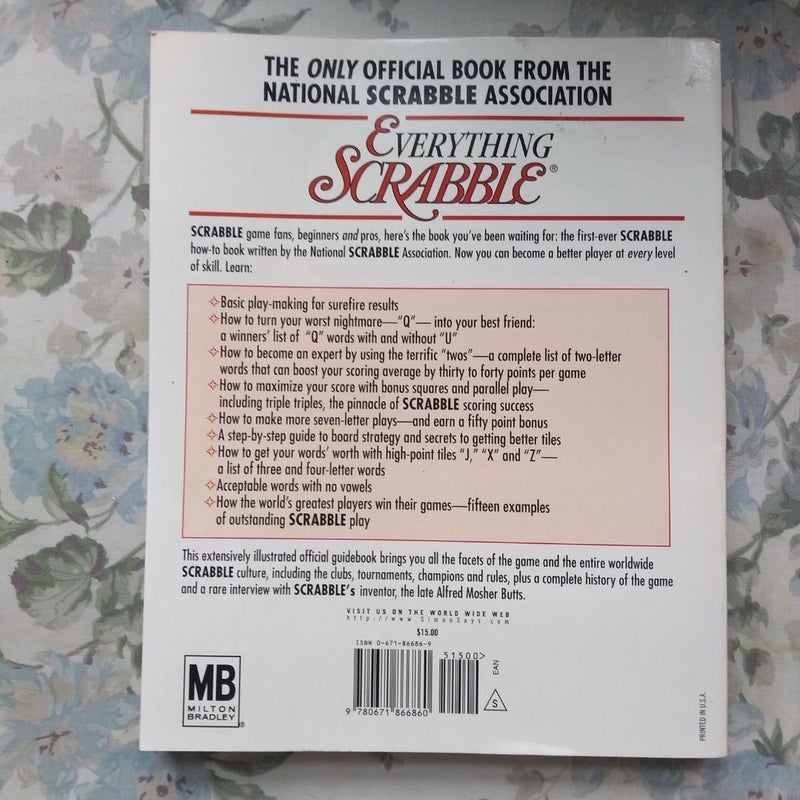 THE ONLY OFFICIAL BOOK FROM THE
NATIONAL SCRABBLE ASSOCIATION
EVERYTHING
SCRABBLE®
SCRABBLE game fans, beginners and pros, here's the book you've been waiting for: the first-ever SCRABBLE
how-to book written by the National SCRABBLE Association. Now you can become a better player at every level
of skill. Learn:
✧Basic play-making for surefire results
✧How to turn your worst nightmare—"Q"— into your best friend:
a winners' list of "Q" words with and without "U"
✧How to become an expert by using the terrific "twos"—a complete list of two-letter
words that can boost your scoring average by thirty to forty points per game
✧How to maximize your score with bonus squares and parallel play—
including triple triples, the pinnacle of SCRABBLE scoring success
✧How to make more seven-letter plays—and earn a fifty point bonus
✧A step-by-step guide to board strategy and secrets to getting better tiles
✧How to get your words' worth with high-point tiles "J," "X" and "Z"—
a list of three and four-letter words
✧Acceptable words with no vowels
✧How the world's greatest players win their games—fifteen examples
of outstanding SCRABBLE play
This extensively illustrated official guidebook brings you all the facets of the game and the entire worldwide
SCRABBLE culture, including the clubs, tournaments, champions and rules, plus a complete history of the game
and a rare interview with SCRABBLE's inventor, the late Alfred Mosher Butts.
VISIT US ON THE WORLD WIDE WEB
http://www.SimonSays.com
$15.00
ISBN 0-671-86686-9
51500>
EAN
S
9 780671 866860
MB
MILTON
BRADLEY®
PRINTED IN U.S.A.